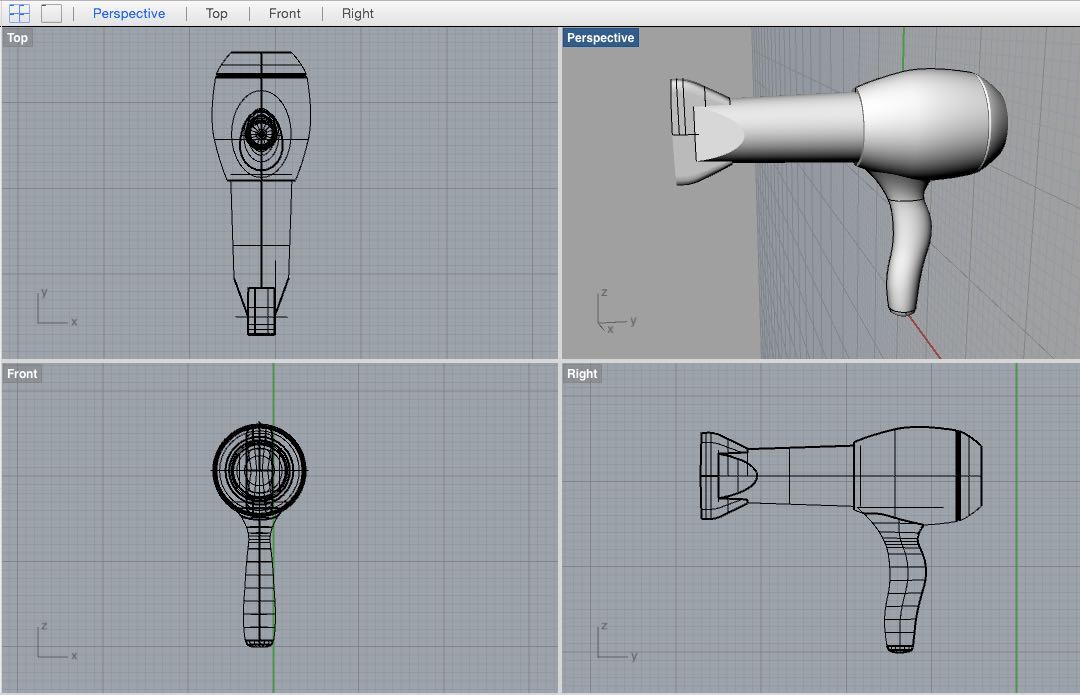 Perspective | Top | Front | Right
Top
Perspective
y
x
z
y
x
Front
Right
z
x
z
y